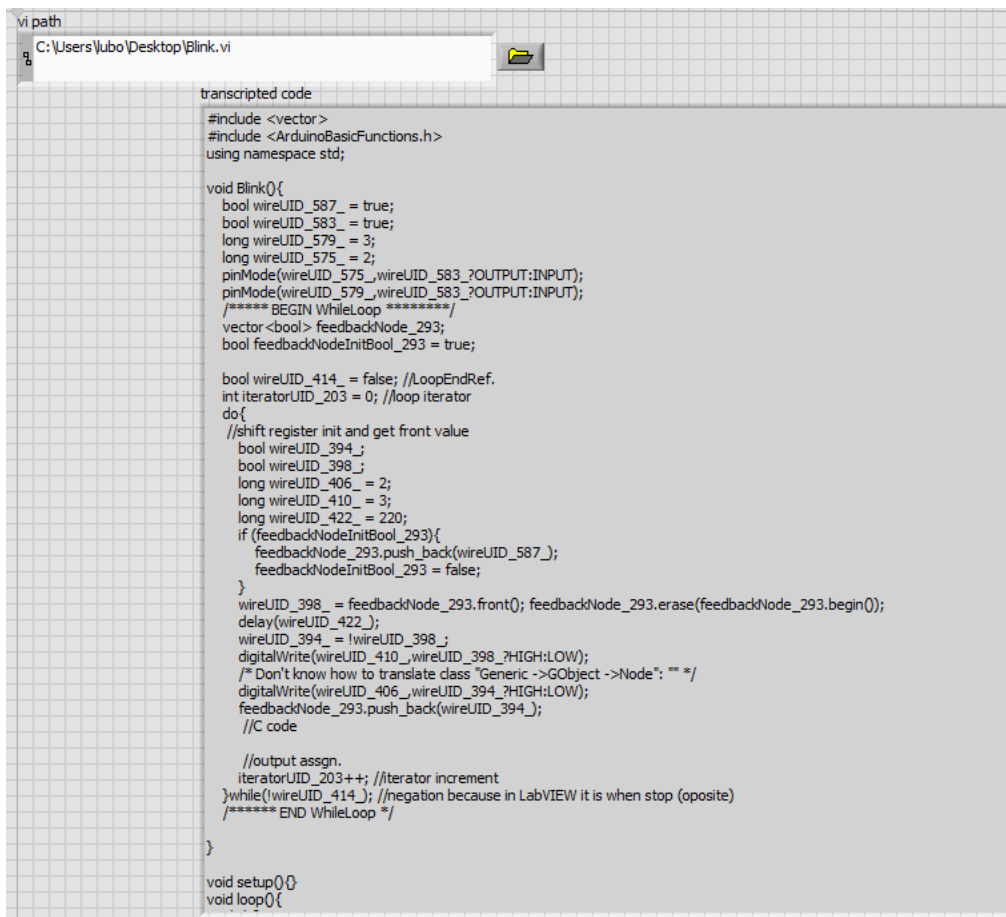 vi path
C:\Users\lubo\Desktop\Blink.vi
transcripted code
#include <vector>
#include <ArduinoBasicFunctions.h>
using namespace std;
void Blink(){
bool wireUID_587_ = true;
bool wireUID_583_ = true;
long wireUID_579_ = 3;
long wireUID_575_ = 2;
pinMode(wireUID_575_,wireUID_583_?OUTPUT:INPUT);
pinMode(wireUID_579_,wireUID_583_?OUTPUT:INPUT);
/***** BEGIN WhileLoop ********/
vector<bool> feedbackNode_293;
bool feedbackNodeInitBool_293 = true;
bool wireUID_414_ = false; //LoopEndRef.
int iteratorUID_203 = 0; //loop iterator
do{
//shift register init and get front value
bool wireUID_394_;
bool wireUID_398_;
long wireUID_406_ = 2;
long wireUID_410_ = 3;
long wireUID_422_ = 220;
if (feedbackNodeInitBool_293){
feedbackNode_293.push_back(wireUID_587_);
feedbackNodeInitBool_293 = false;
}
wireUID_398_ = feedbackNode_293.front(); feedbackNode_293.erase(feedbackNode_293.begin());
delay(wireUID_422_);
wireUID_394_ = !wireUID_398_;
digitalWrite(wireUID_410_,wireUID_398_?HIGH:LOW);
/* Don't know how to translate class "Generic ->GObject ->Node": "" */
digitalWrite(wireUID_406_,wireUID_394_?HIGH:LOW);
feedbackNode_293.push_back(wireUID_394_);
//C code
//output assgn.
iteratorUID_203++; //iterator increment
}while(!wireUID_414_); //negation because in LabVIEW it is when stop (oposite)
/****** END WhileLoop */
}
void setup(){}
void loop(){